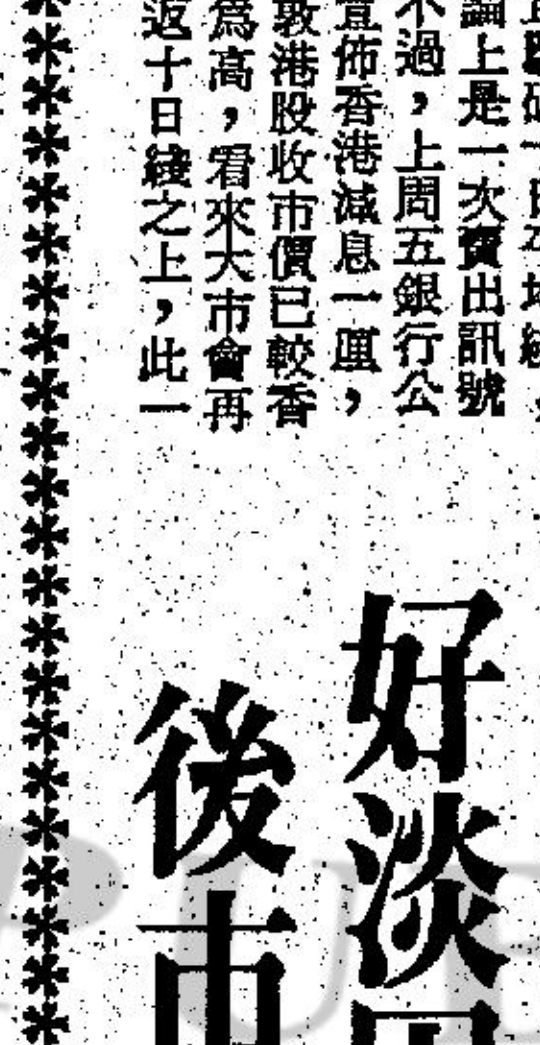 論上是一次賣出訊號
不過，上周五銀行公
宣佈香港減息一厘，
敦港股收市價已較香
為高，看來大市會再
返十日綫之上，此一
好淡
後市